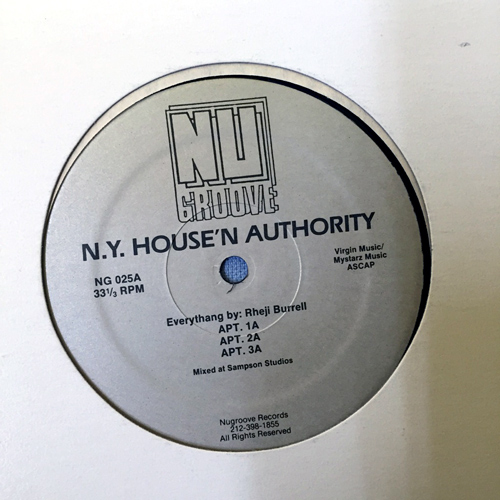 NU
GROOVE
N.Y. HOUSE'N AUTHORITY
NG 025A
33⅓ RPM
Virgin Music/
Mystarz Music
ASCAP
Everythang by: Rheji Burrell
APT. 1A
APT. 2A
APT. 3A
Mixed at Sampson Studios
Nugroove Records
212-398-1855
All Rights Reserved